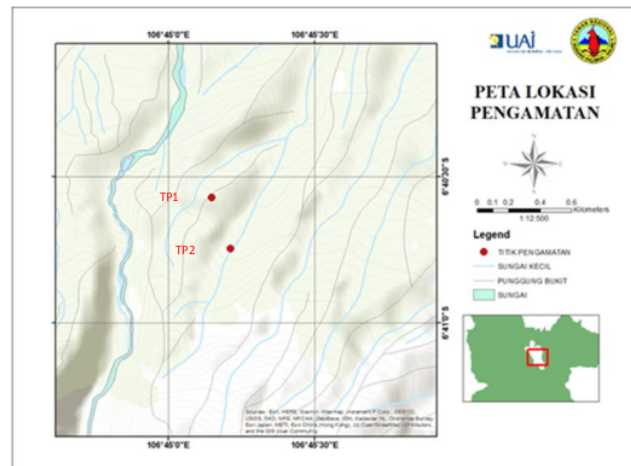 106°45'0"E
106°45'30"E
6°40'30"S
6°41'0"S
TP1
TP2
106°45'0"E
106°45'30"E
UAI
PETA LOKASI
PENGAMATAN
N
W
E
S
0 0.1 0.2 0.4 0.6
Kilometers
1:12.500
Legend
TITIK PENGAMATAN
SUNGAI KECIL
PUNGGUNG BUKIT
SUNGAI